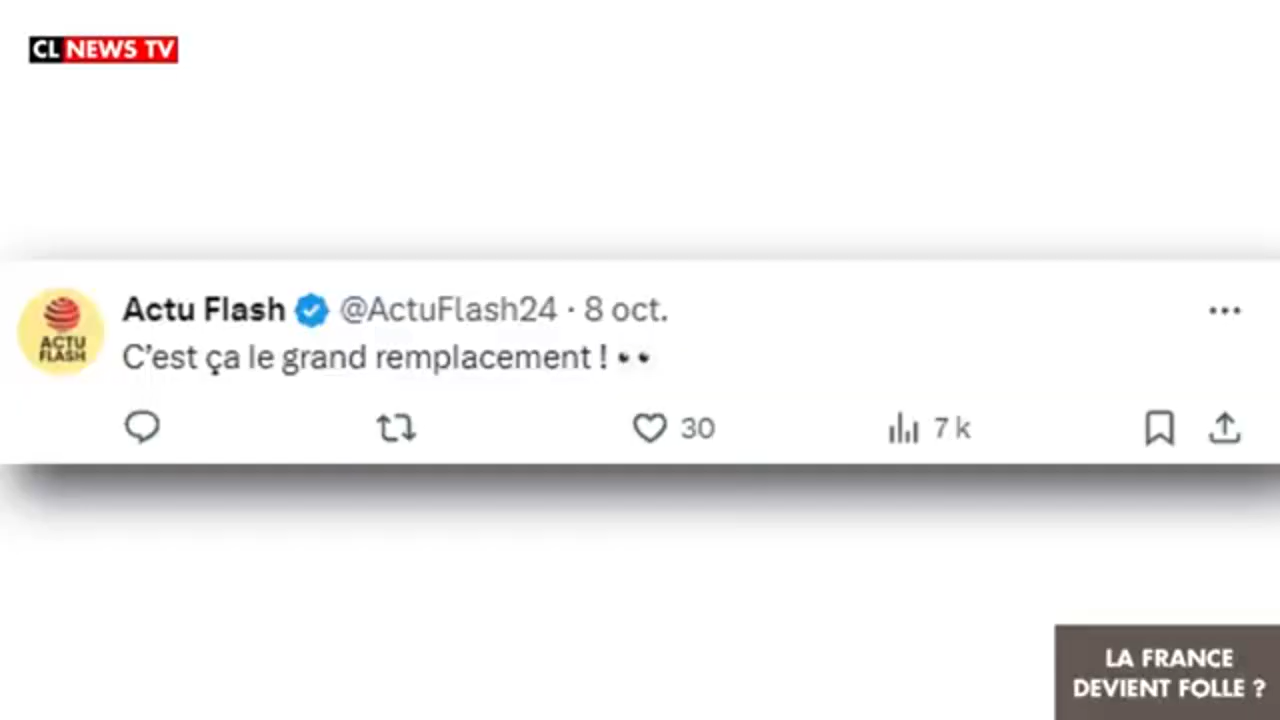 CL NEWS TV
Actu Flash @ActuFlash24 · 8 oct.
C'est ça le grand remplacement ! 👀
ACTU
FLASH
30 7 k
LA FRANCE
DEVIENT FOLLE ?